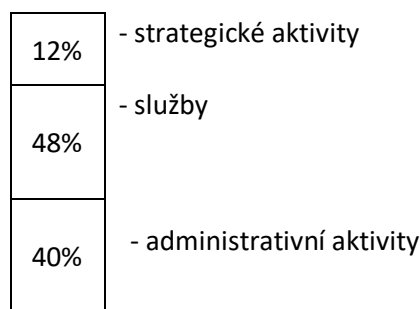 12% - strategické aktivity
- služby
48%
- administrativní aktivity
40%